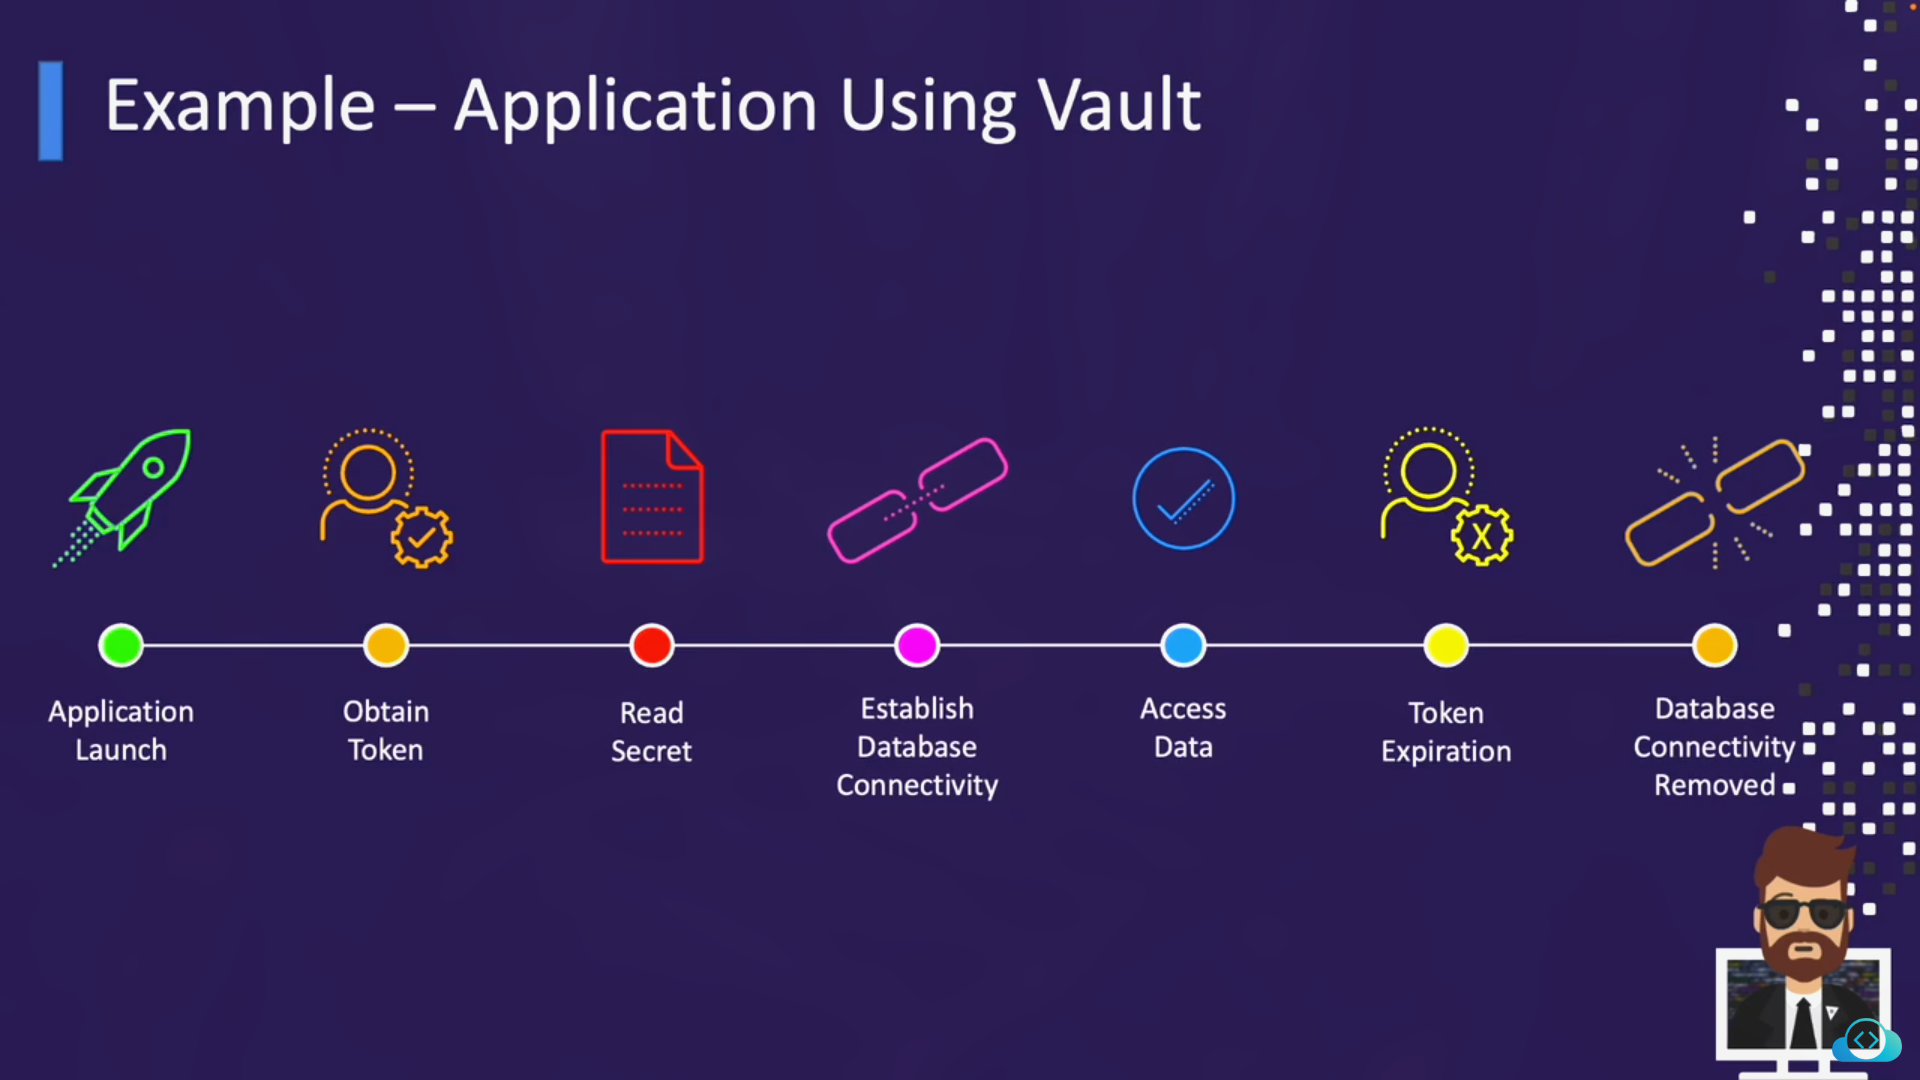 Example – Application Using Vault
Application
Launch
Obtain
Token
Read
Secret
Establish
Database
Connectivity
Access
Data
Token
Expiration
Database
Connectivity
Removed